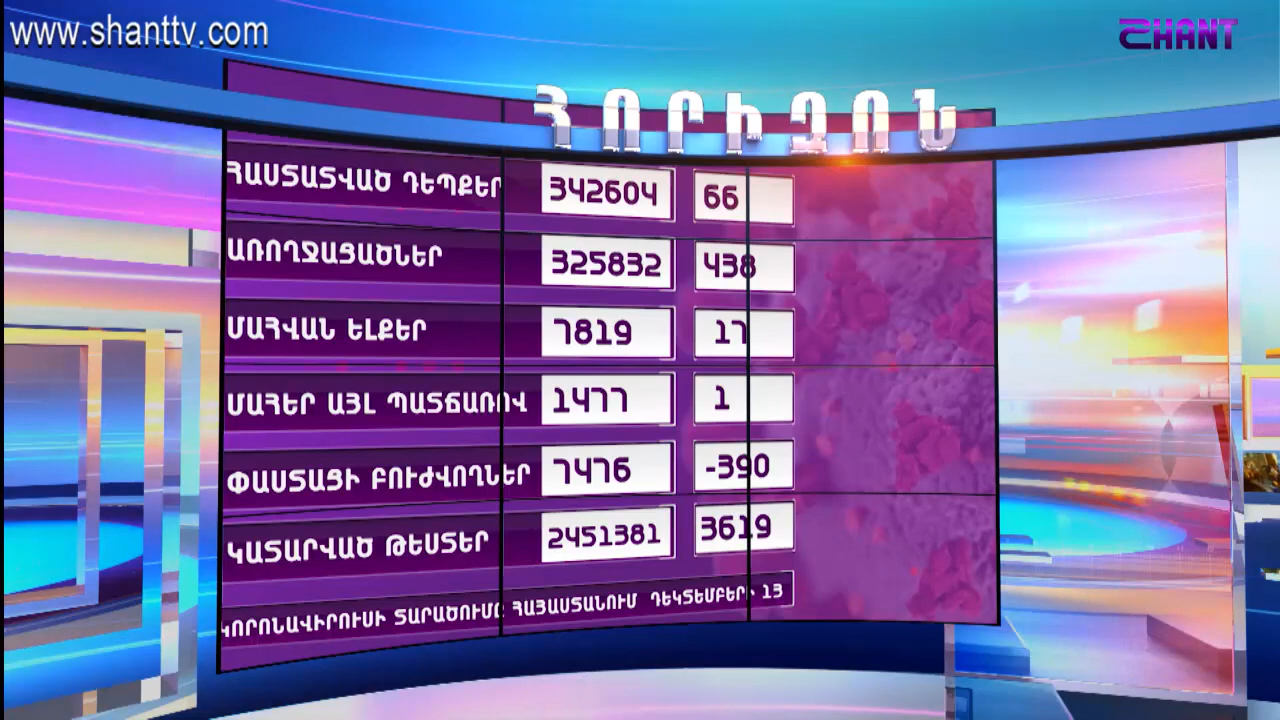 www.shanttv.com
SHANT
ՀՈՐԻԶՈՆ
ՀԱՍՏԱՏՎԱԾ ԴԵՊՔԵՐ 342604 66
ԱՌՈՂՋԱՑԱԾՆԵՐ 325832 438
ՄԱՀՎԱՆ ԵԼՔԵՐ 7819 17
ՄԱՀԵՐ ԱՅԼ ՊԱՏՃԱՌՈՎ 1477 1
ՓԱՍՏԱՑԻ ԲՈՒԺՎՈՂՆԵՐ 7476 -390
ԿԱՏԱՐՎԱԾ ԹԵՍՏԵՐ 2451381 3619
ԿՈՐՈՆԱՎԻՐՈՒՍԻ ՏԱՐԱԾՈՒՄԸ ՀԱՅԱՍՏԱՆՈՒՄ ԴԵԿՏԵՄԲԵՐԻ 13